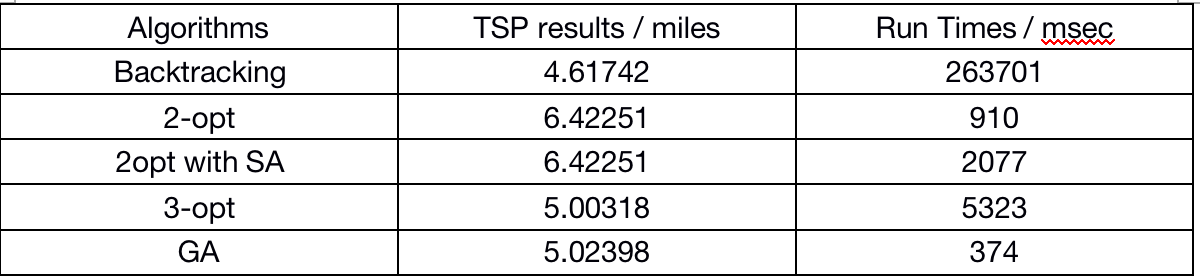 Algorithms TSP results / miles Run Times / msec
Backtracking 4.61742 263701
2-opt 6.42251 910
2opt with SA 6.42251 2077
3-opt 5.00318 5323
GA 5.02398 374